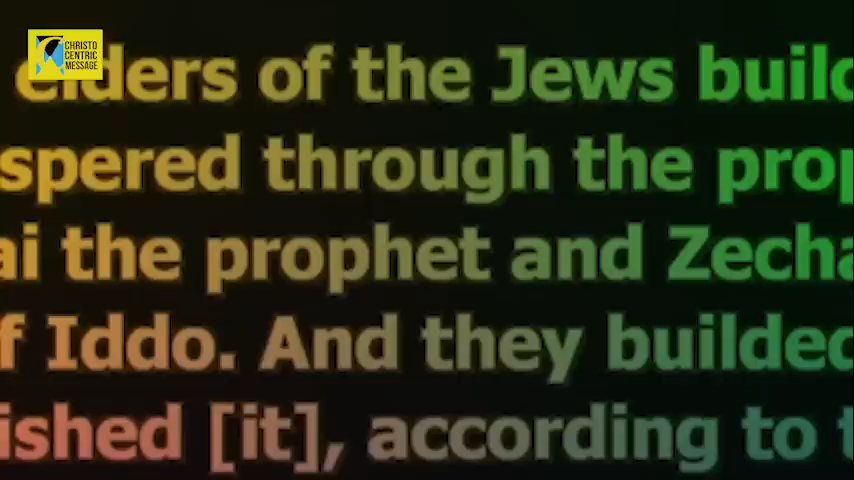 CHRISTO
CENTRIC
MESSAGE
elders of the Jews build
spered through the prop
ai the prophet and Zecha
f Iddo. And they builded
ished [it], according to t